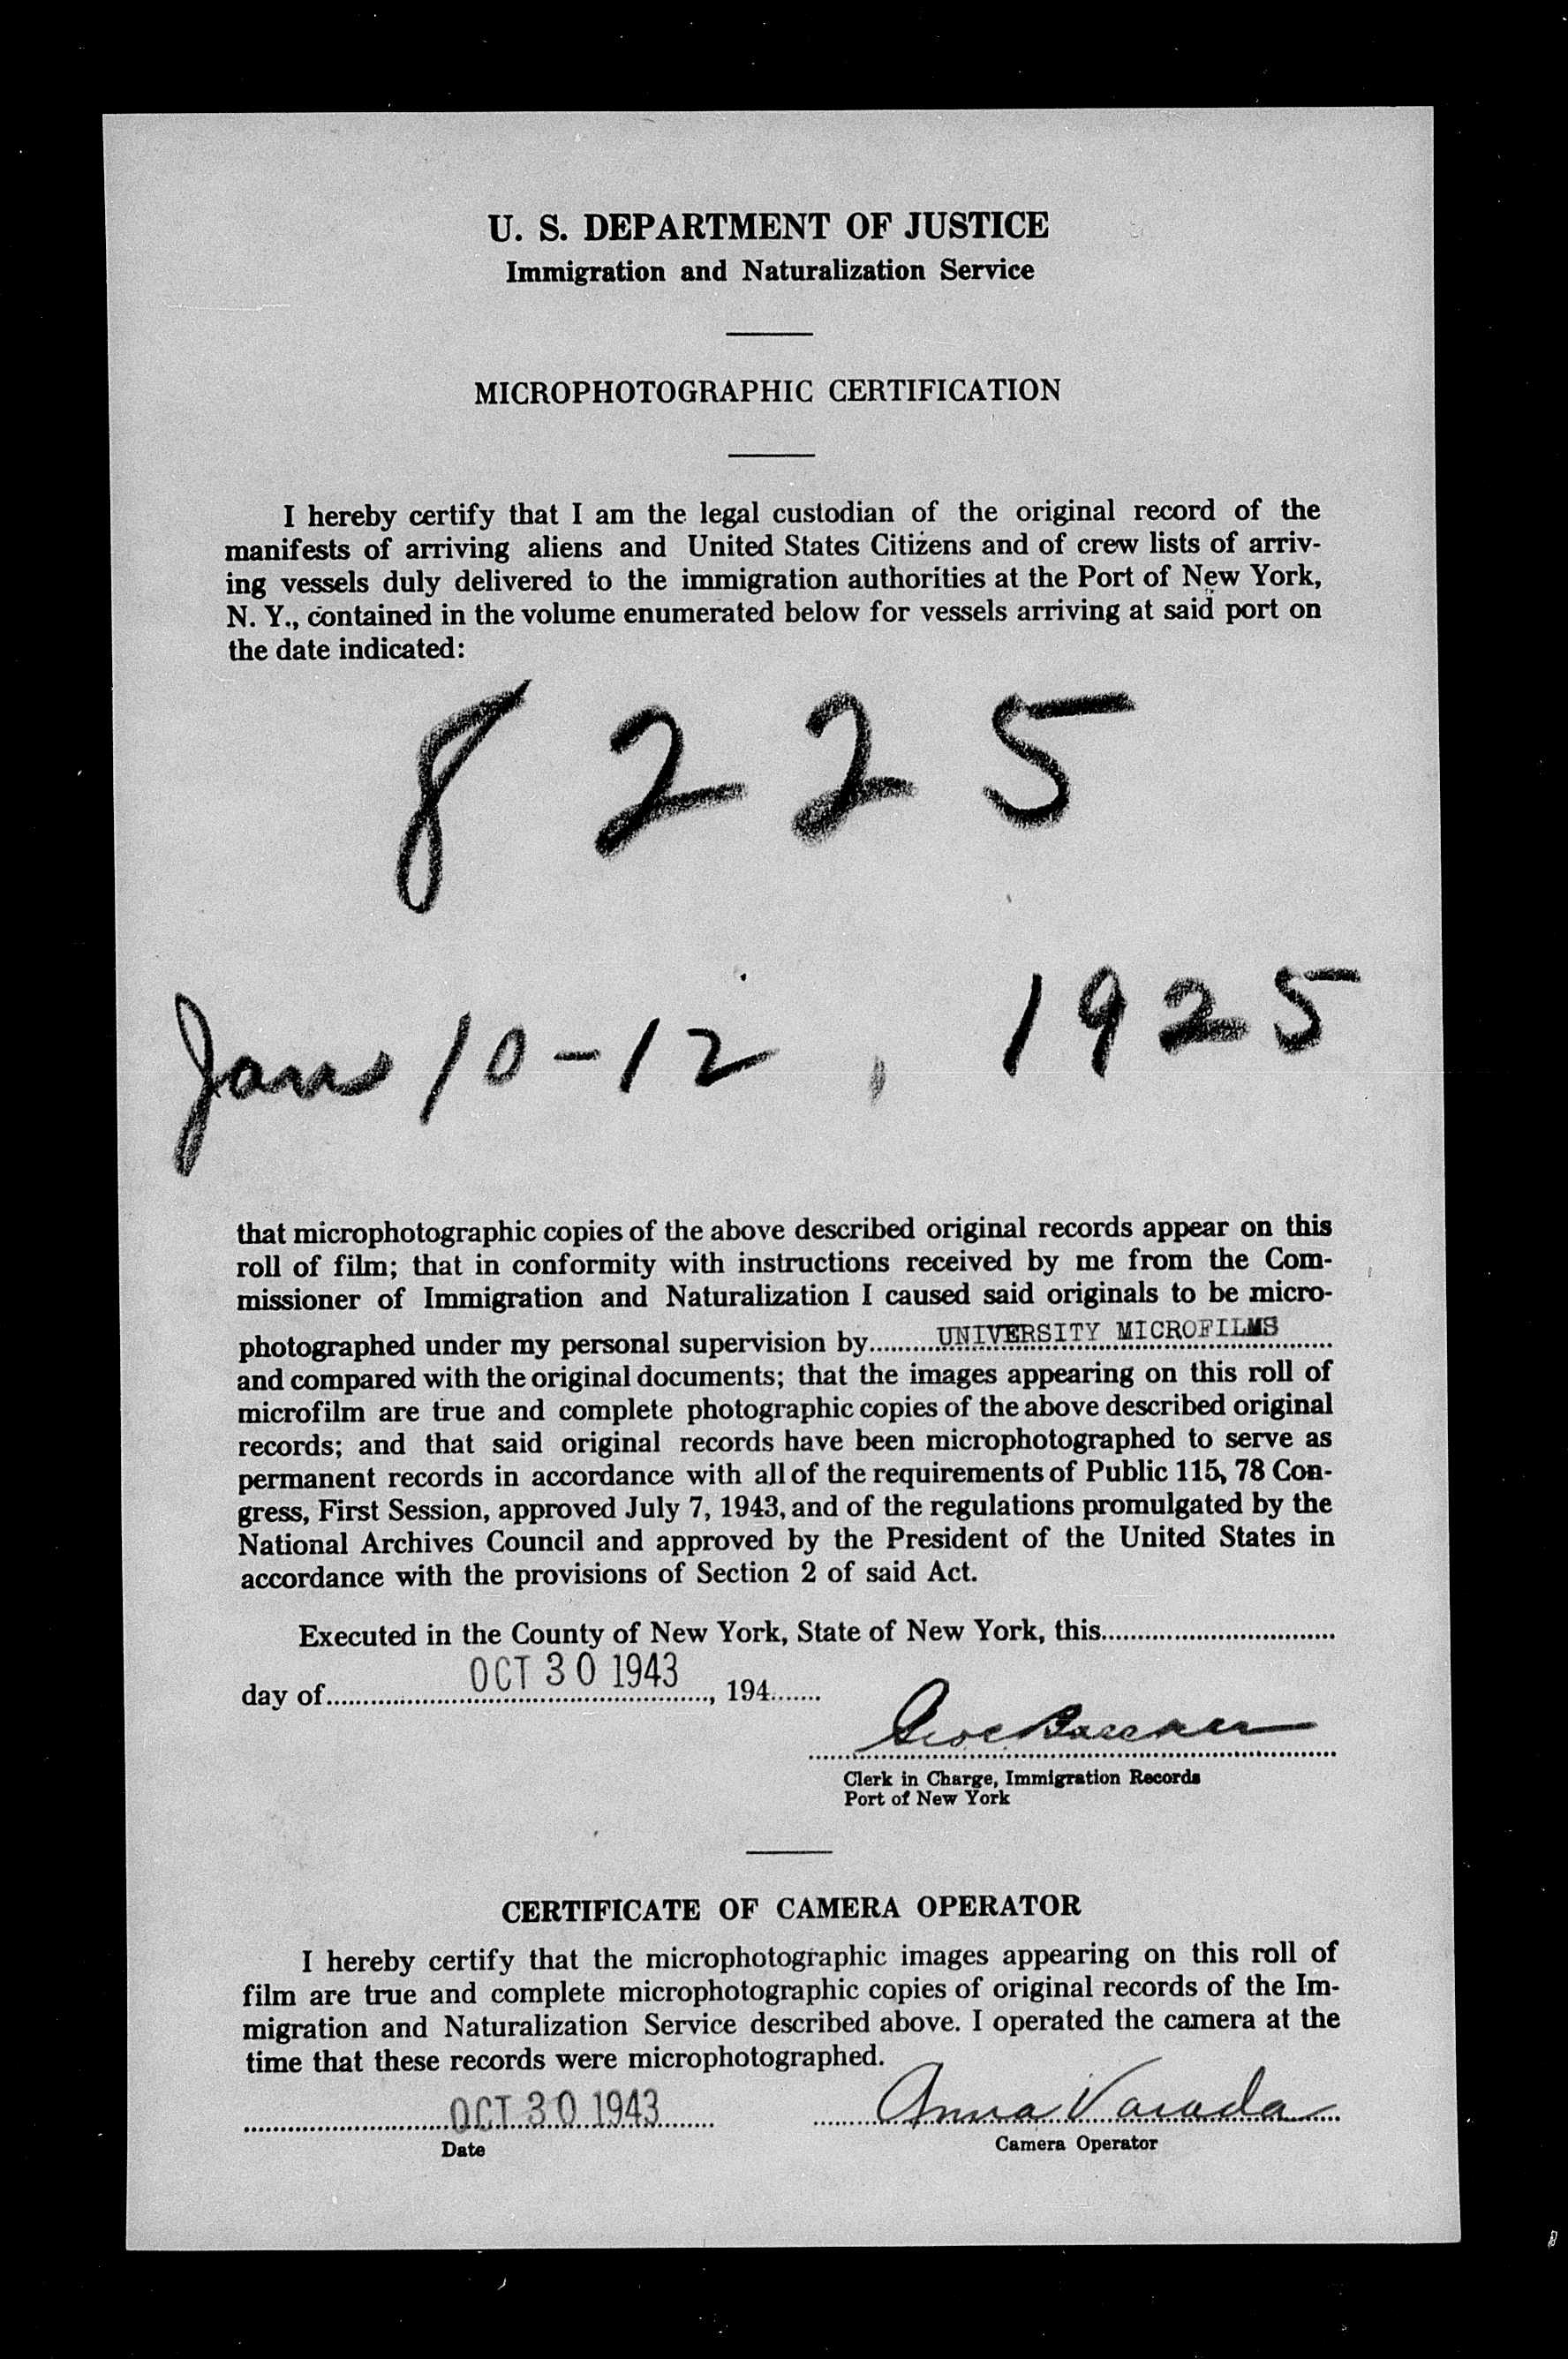 U. S. DEPARTMENT OF JUSTICE
Immigration and Naturalization Service
MICROPHOTOGRAPHIC CERTIFICATION
I hereby certify that I am the legal custodian of the original record of the
manifests of arriving aliens and United States Citizens and of crew lists of arriv-
ing vessels duly delivered to the immigration authorities at the Port of New York,
N. Y., contained in the volume enumerated below for vessels arriving at said port on
the date indicated:
8225
Jan 10-12, 1925
that microphotographic copies of the above described original records appear on this
roll of film; that in conformity with instructions received by me from the Com-
missioner of Immigration and Naturalization I caused said originals to be micro-
photographed under my personal supervision by UNIVERSITY MICROFILMS
and compared with the original documents; that the images appearing on this roll of
microfilm are true and complete photographic copies of the above described original
records; and that said original records have been microphotographed to serve as
permanent records in accordance with all of the requirements of Public 115, 78 Con-
gress, First Session, approved July 7, 1943, and of the regulations promulgated by the
National Archives Council and approved by the President of the United States in
accordance with the provisions of Section 2 of said Act.
Executed in the County of New York, State of New York, this
day of OCT 30 1943, 194
Clerk in Charge, Immigration Records
Port of New York
CERTIFICATE OF CAMERA OPERATOR
I hereby certify that the microphotographic images appearing on this roll of
film are true and complete microphotographic copies of original records of the Im-
migration and Naturalization Service described above. I operated the camera at the
time that these records were microphotographed.
OCT 30 1943 Anna Varada
Date Camera Operator